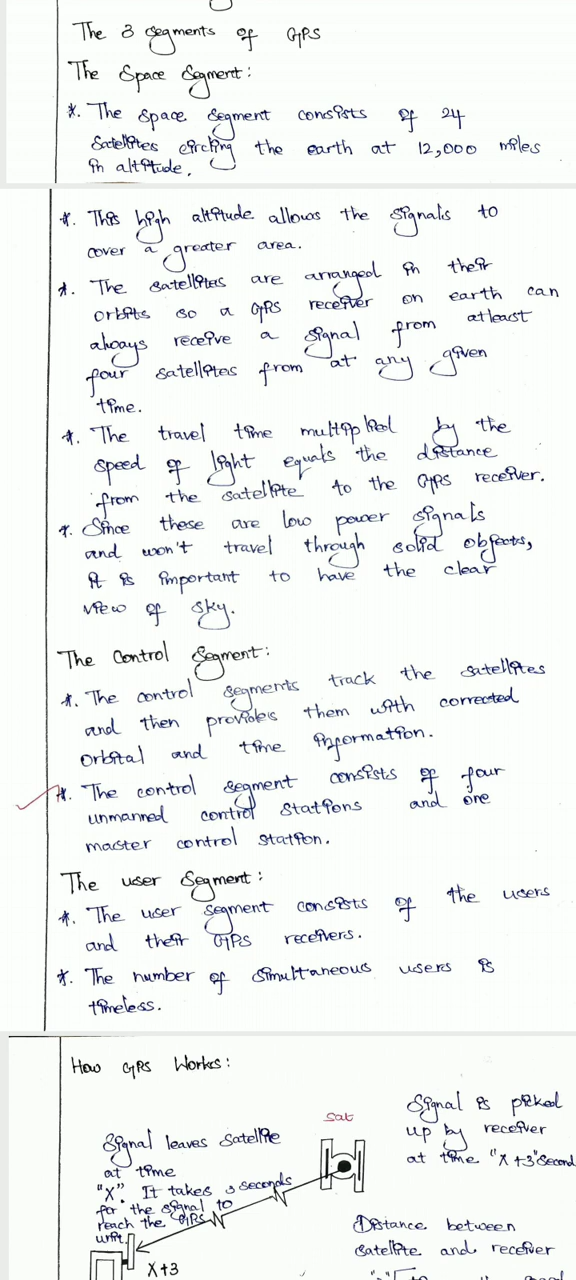 The 3 segments of GPS
The Space Segment:
*. The space segment consists of 24
satellites circling the earth at 12,000 miles
in altitude.
*. This high altitude allows the signals to
cover a greater area.
*. The satellites are arranged in their
orbits so a GPS receiver on earth can
always receive a signal from atleast
four satellites from at any given
time.
*. The travel time multiplied by the
speed of light equals the distance
from the satellite to the GPS receiver.
*. Since these are low power signals
and won't travel through solid objects,
it is important to have the clear
view of sky.
The Control Segment:
*. The control segments track the satellites
and then provides them with corrected
orbital and time information.
*. The control segment consists of four
unmanned control stations and one
master control station.
The user Segment:
*. The user segment consists of the users
and their GPS receivers.
*. The number of simultaneous users is
timeless.
How GPS Works:
Signal leaves Satellite
at time
"X". It takes 3 seconds
for the signal to
reach the GPS
unit.
X+3
Sat
Signal is picked
up by receiver
at time "X+3" second
Distance between
satellite and receiver